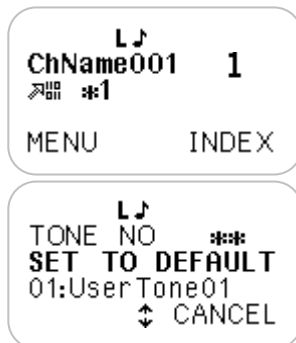 L♪
ChName001 1
✱1
MENU INDEX
L♪
TONE NO ✱✱
SET TO DEFAULT
01:UserTone01
↕ CANCEL